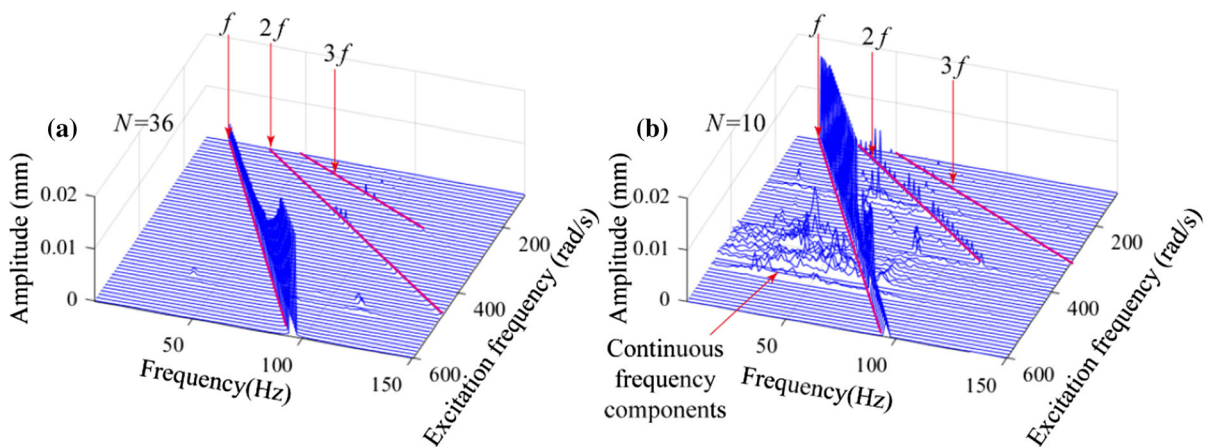 (a)
N=36
f
2f
3f
Amplitude (mm)
0.02
0.01
0
50
100
150
Frequency(Hz)
200
400
600
Excitation frequency (rad/s)
(b)
N=10
f
2f
3f
Amplitude (mm)
0.02
0.01
0
50
100
150
Frequency(Hz)
200
400
600
Excitation frequency (rad/s)
Continuous
frequency
components